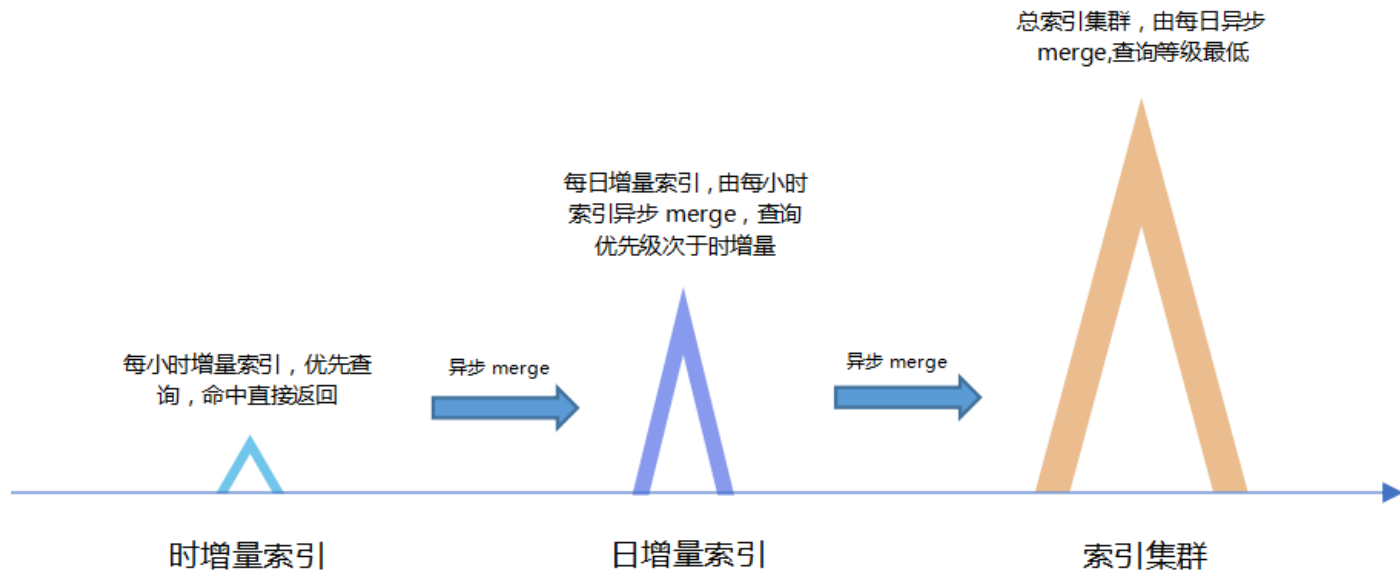 总索引集群，由每日异步
merge,查询等级最低
每日增量索引，由每小时
索引异步 merge，查询
优先级次于时增量
每小时增量索引，优先查
询，命中直接返回
异步 merge
异步 merge
时增量索引
日增量索引
索引集群